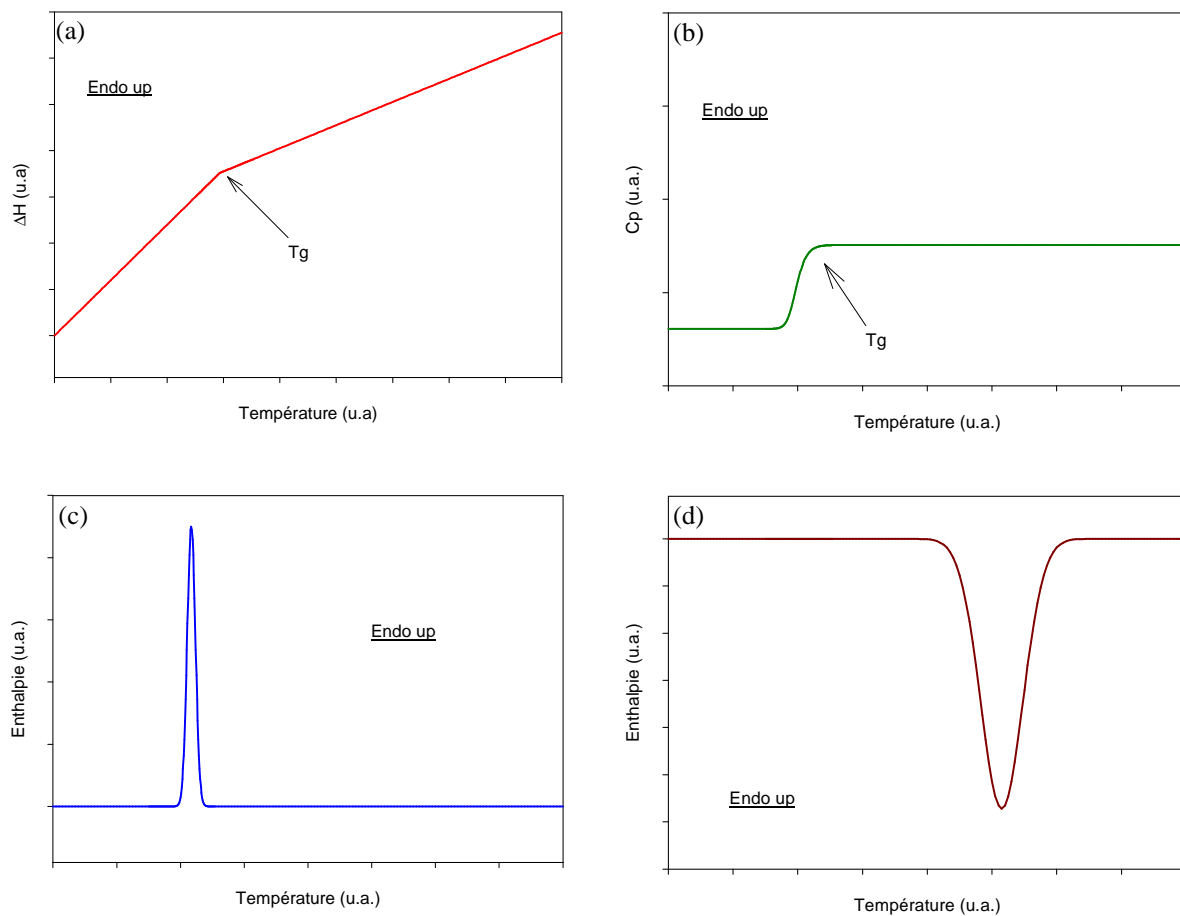 (a)
Endo up
ΔH (u.a)
Tg
Température (u.a)
(b)
Endo up
Cp (u.a.)
Tg
Température (u.a.)
(c)
Endo up
Enthalpie (u.a.)
Température (u.a.)
(d)
Enthalpie (u.a.)
Endo up
Température (u.a.)